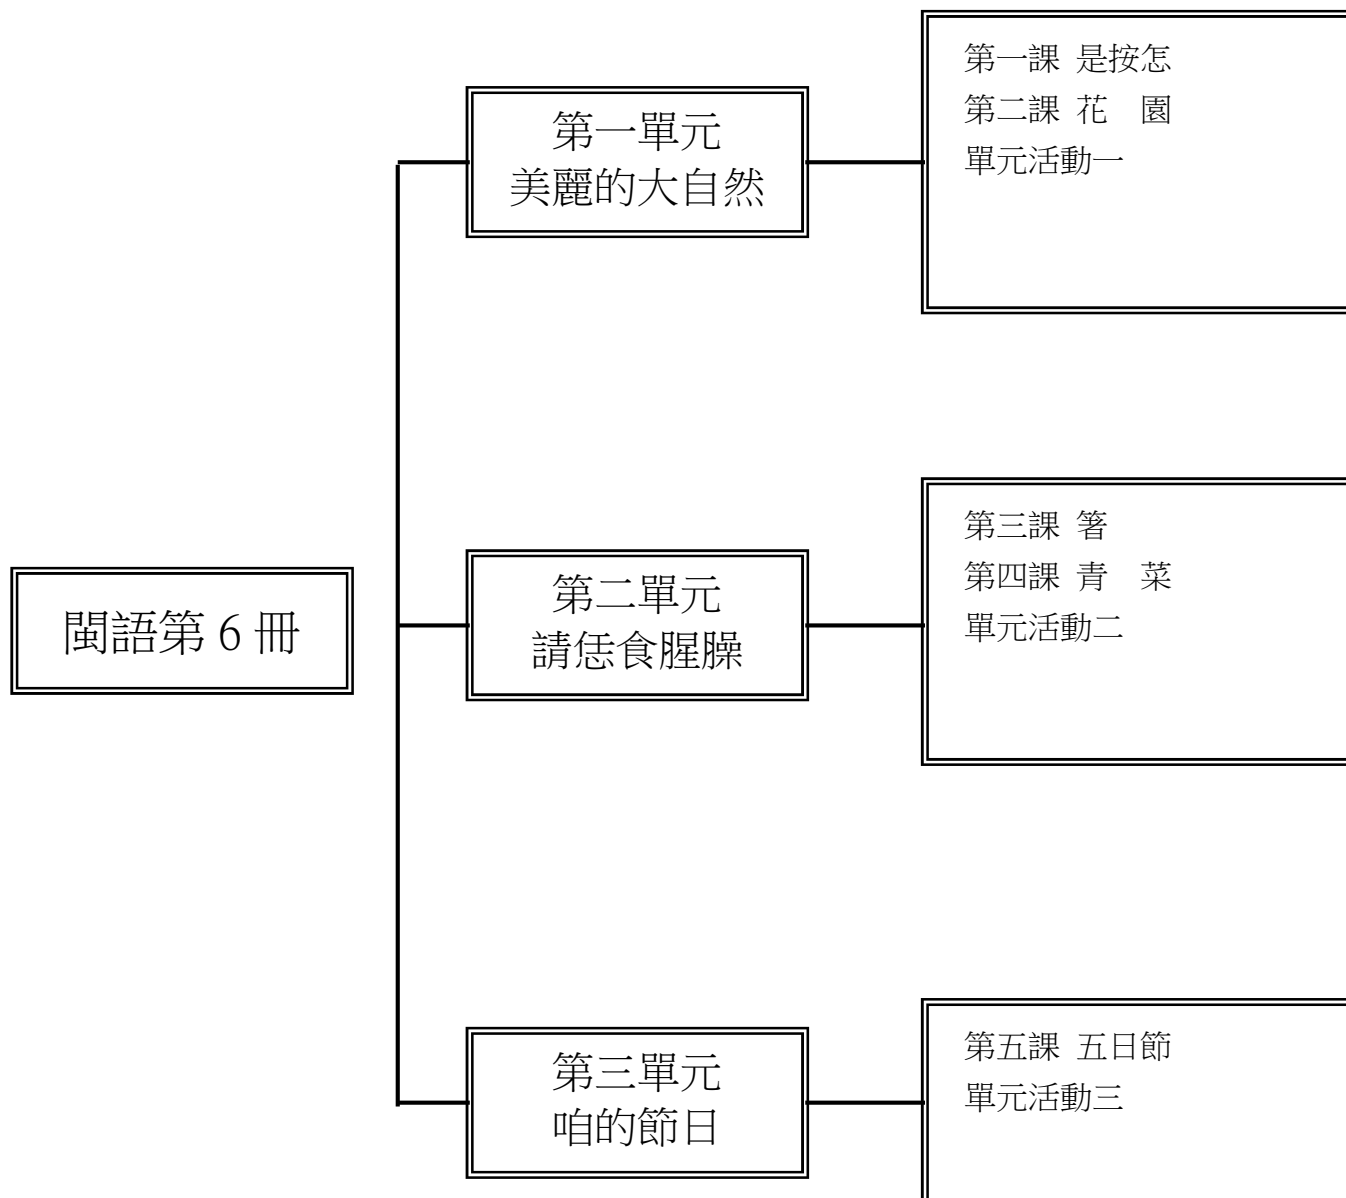 閩語第 6 冊
第一單元
美麗的大自然
第一課 是按怎
第二課 花　園
單元活動一
第二單元
請恁食腥臊
第三課 箸
第四課 青　菜
單元活動二
第三單元
咱的節日
第五課 五日節
單元活動三